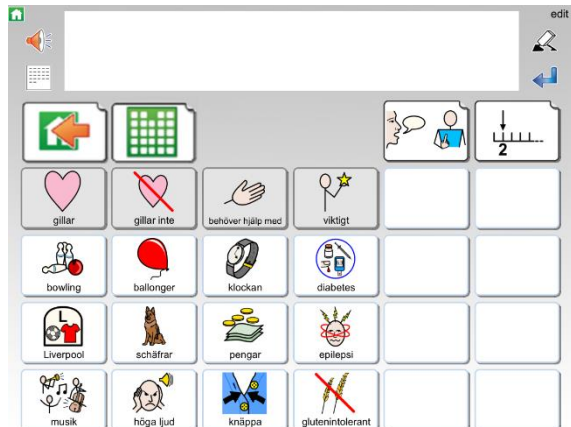 edit
2
gillar
gillar inte
behöver hjälp med
viktigt
bowling
ballonger
klockan
diabetes
L
Liverpool
schäfrar
pengar
epilepsi
musik
höga ljud
knäppa
glutenintolerant